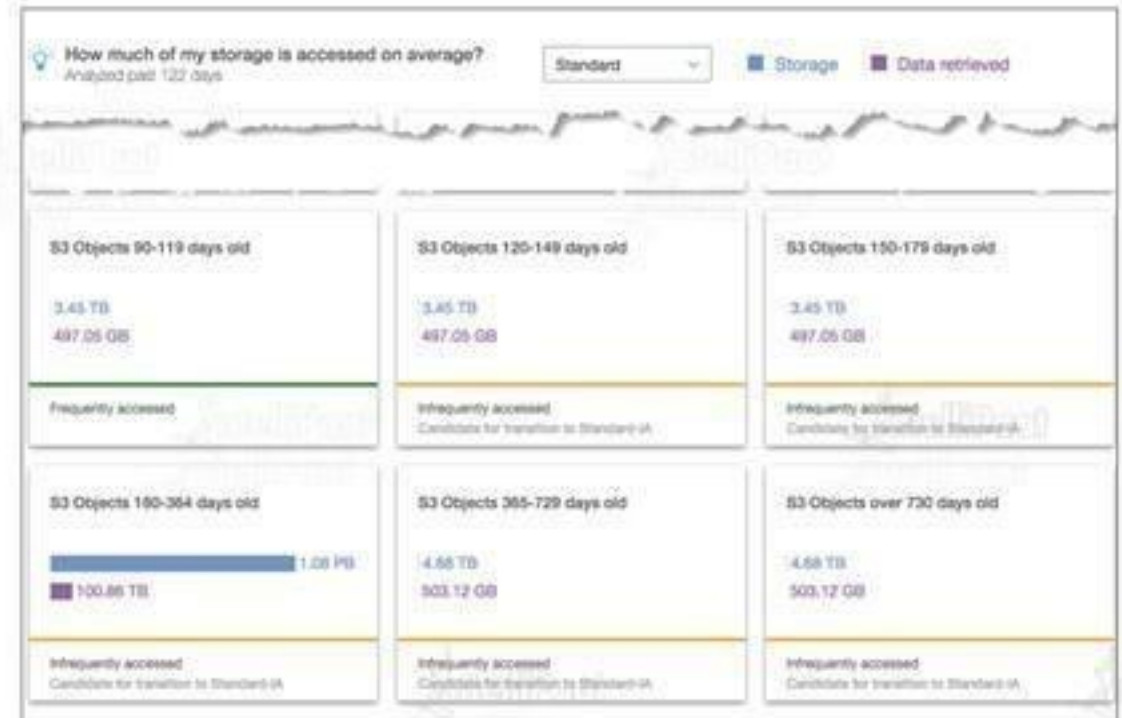 How much of my storage is accessed on average?
Analyzed past 122 days
Standard
Storage
Data retrieved
S3 Objects 90-119 days old
S3 Objects 120-149 days old
S3 Objects 150-179 days old
3.45 TB
3.45 TB
3.45 TB
497.05 GB
497.05 GB
497.05 GB
Frequently accessed
Infrequently accessed
Infrequently accessed
Candidate for transition to Standard-IA
Candidate for transition to Standard-IA
S3 Objects 180-364 days old
S3 Objects 365-729 days old
S3 Objects over 730 days old
1.08 PB
4.68 TB
4.68 TB
100.86 TB
503.12 GB
503.12 GB
Infrequently accessed
Infrequently accessed
Infrequently accessed
Candidate for transition to Standard-IA
Candidate for transition to Standard-IA
Candidate for transition to Standard-IA